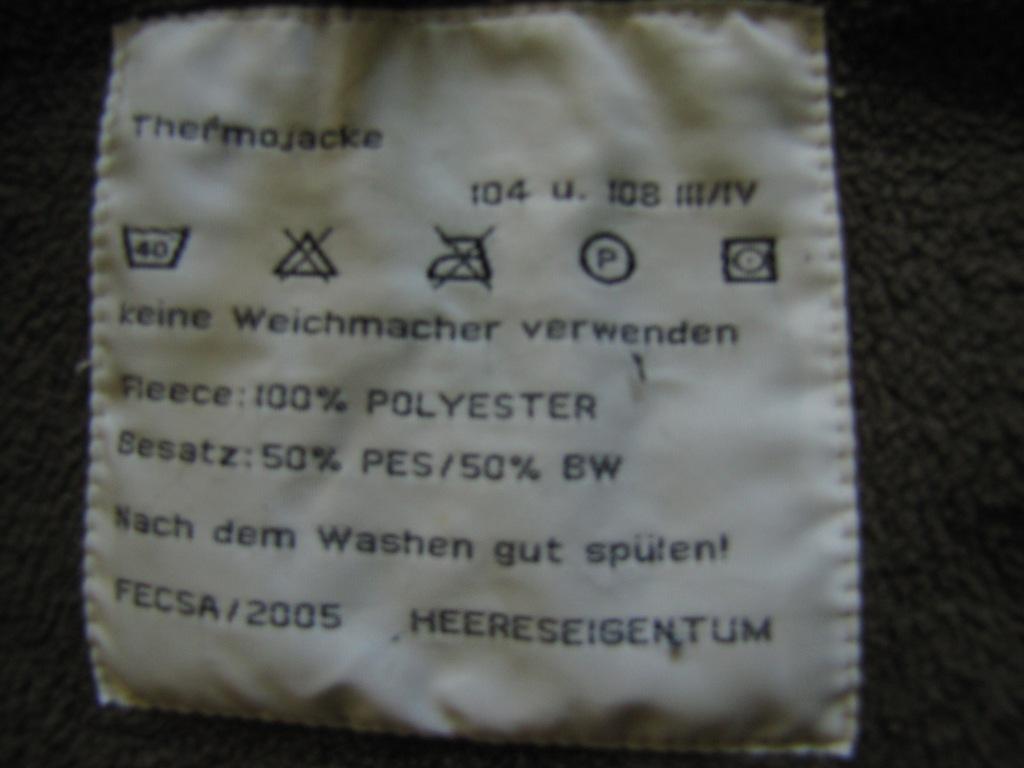 Thermojacke
104 u. 108 III/IV
40 P
keine Weichmacher verwenden
Fleece: 100% POLYESTER
Besatz: 50% PES/50% BW
Nach dem Washen gut spülen!
FECSA/2005 HEERESEIGENTUM